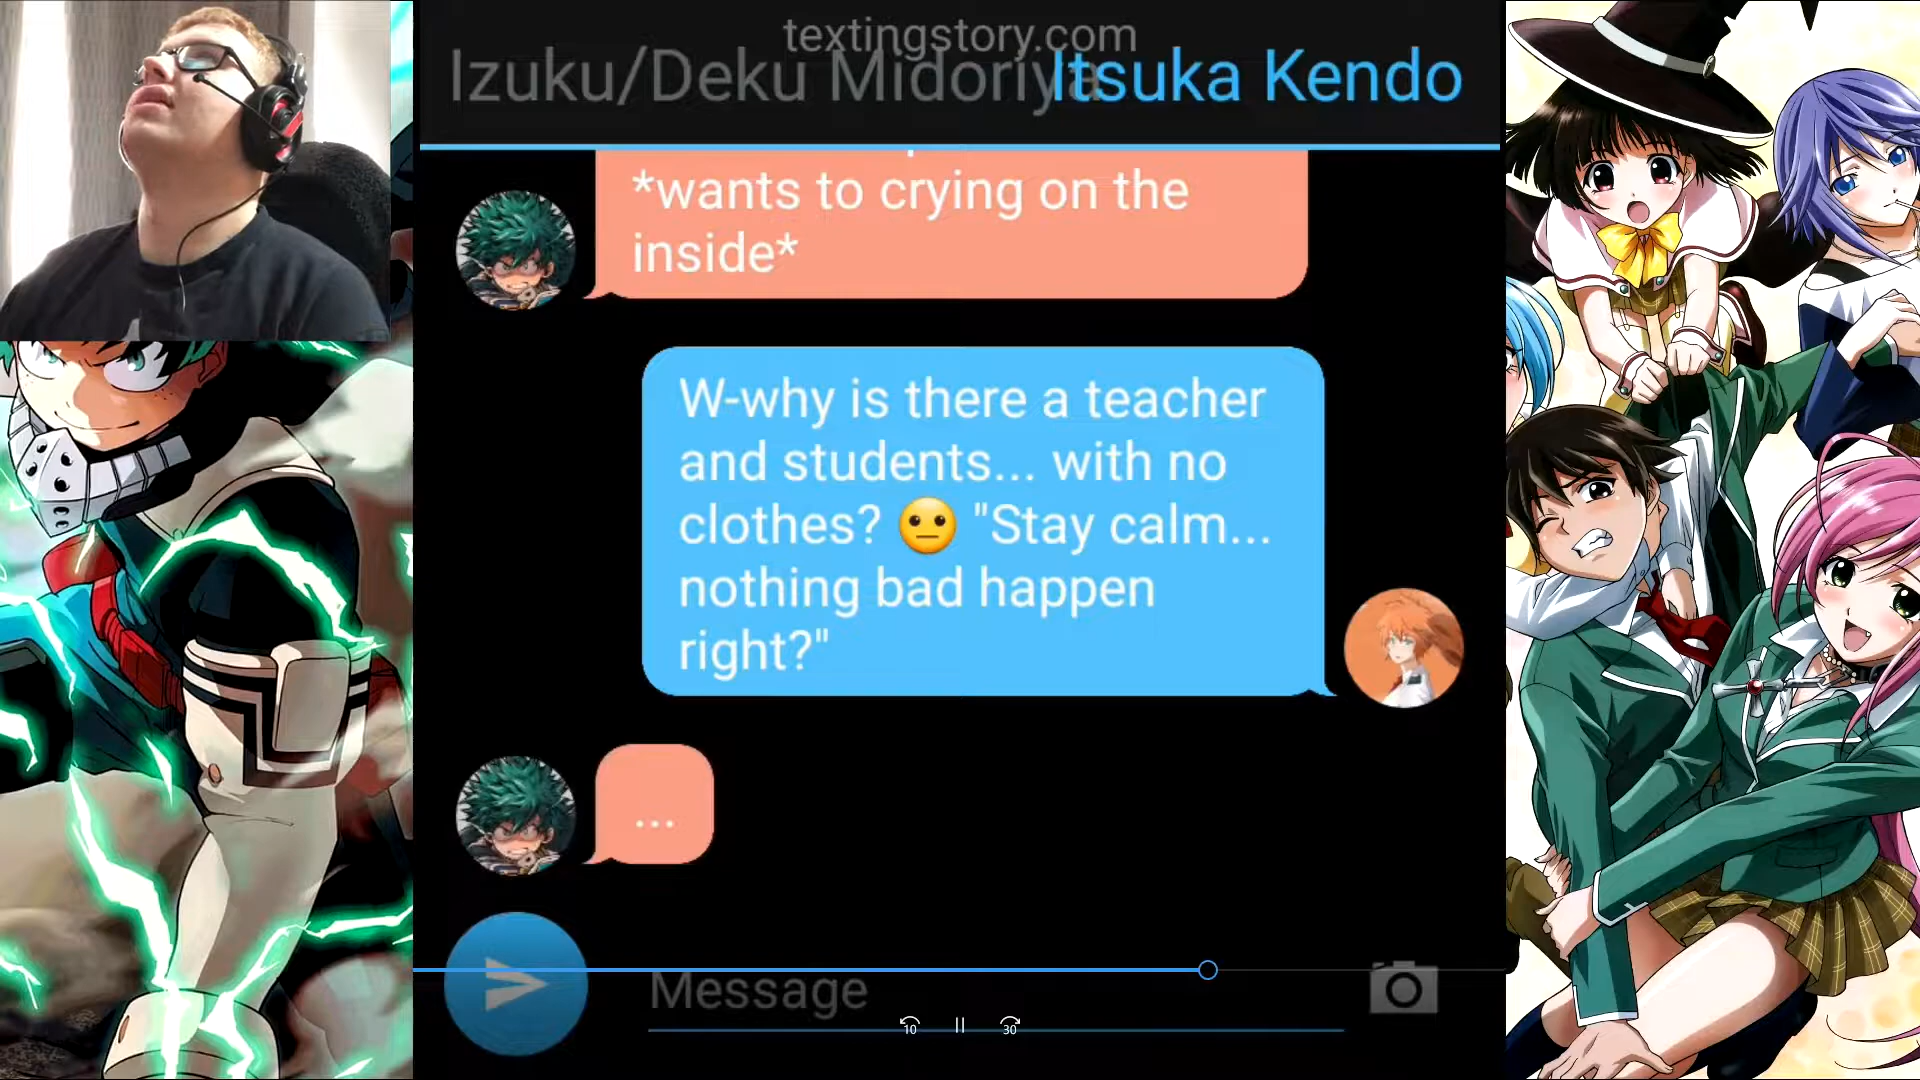 textingstory.com
Izuku/Deku Midoriya
Itsuka Kendo
*wants to crying on the
inside*
W-why is there a teacher
and students... with no
clothes? 😐 "Stay calm...
nothing bad happen
right?"
...
Message
10
30